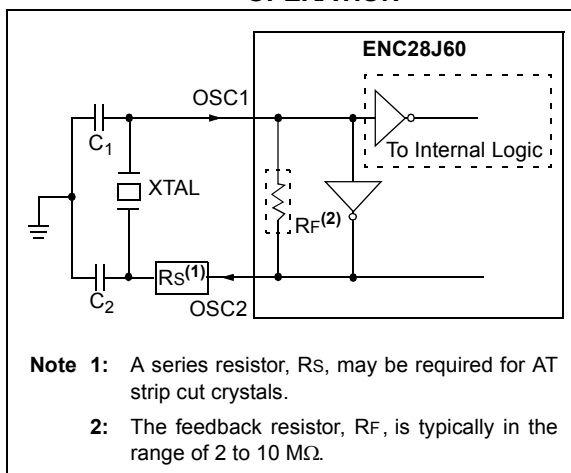 ENC28J60
OSC1
To Internal Logic
C1
XTAL
RF(2)
C2
RS(1)
OSC2
Note 1: A series resistor, RS, may be required for AT
strip cut crystals.
2: The feedback resistor, RF, is typically in the
range of 2 to 10 MΩ.